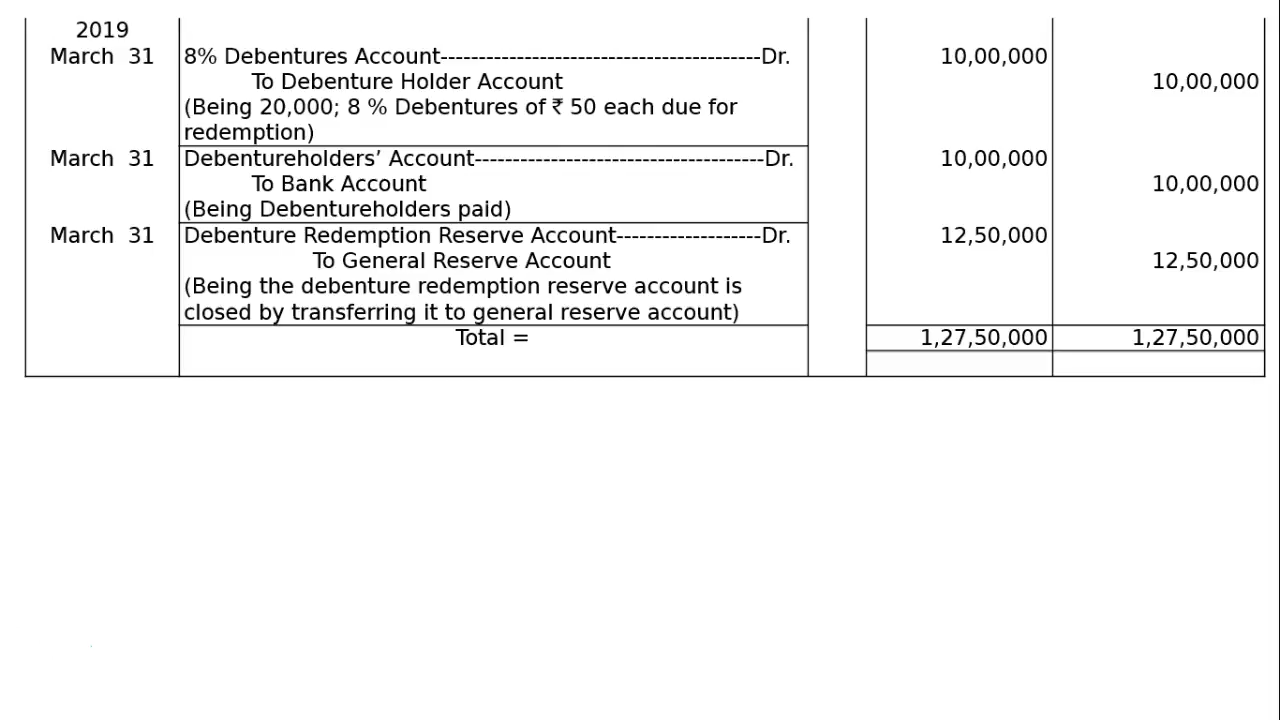 2019
March 31 8% Debentures Account------------------------------------------Dr. 10,00,000
To Debenture Holder Account 10,00,000
(Being 20,000; 8 % Debentures of ₹ 50 each due for
redemption)
March 31 Debentureholders’ Account--------------------------------------Dr. 10,00,000
To Bank Account 10,00,000
(Being Debentureholders paid)
March 31 Debenture Redemption Reserve Account-------------------Dr. 12,50,000
To General Reserve Account 12,50,000
(Being the debenture redemption reserve account is
closed by transferring it to general reserve account)
Total = 1,27,50,000 1,27,50,000